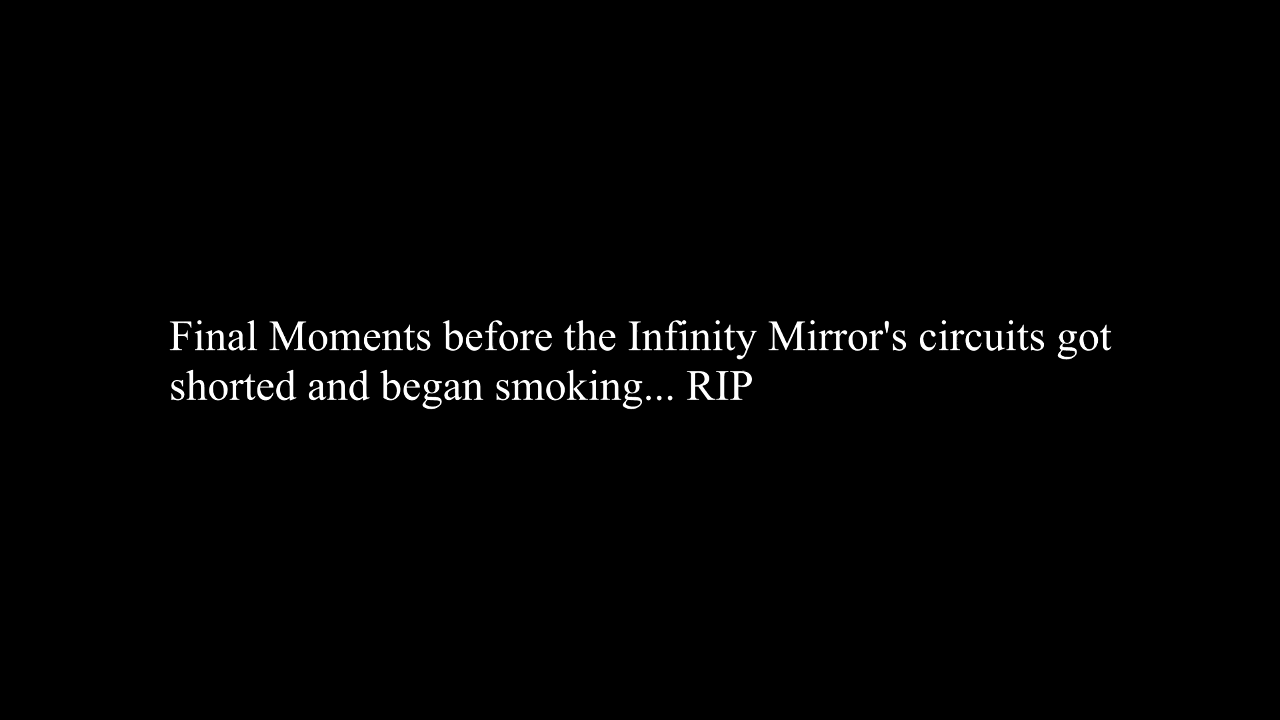 Final Moments before the Infinity Mirror's circuits got
shorted and began smoking... RIP